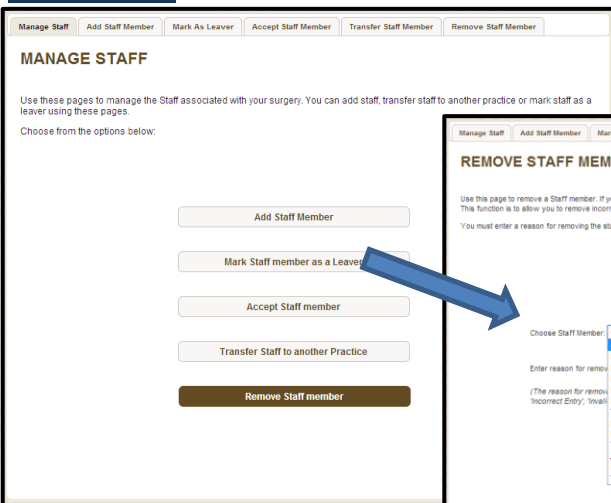 Manage Staff Add Staff Member Mark As Leaver Accept Staff Member Transfer Staff Member Remove Staff Member
MANAGE STAFF
Use these pages to manage the Staff associated with your surgery. You can add staff, transfer staff to another practice or mark staff as a
leaver using these pages.
Choose from the options below:
Add Staff Member
Mark Staff member as a Leaver
Accept Staff member
Transfer Staff to another Practice
Remove Staff member
Manage Staff Add Staff Member Mar
REMOVE STAFF MEM
Use this page to remove a Staff member. If yo
This function is to allow you to remove incorr
You must enter a reason for removing the sta
Choose Staff Member:
Enter reason for remov
(The reason for remov
'Incorrect Entry', 'Invali